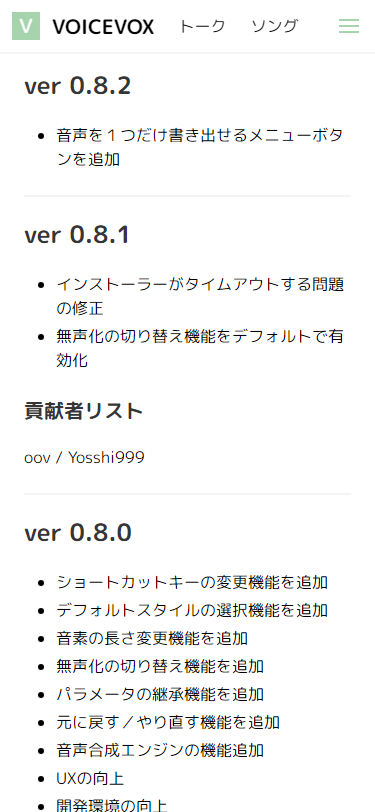 V VOICEVOX トーク ソング
ver 0.8.2
音声を１つだけ書き出せるメニューボタ
ンを追加
ver 0.8.1
インストーラーがタイムアウトする問題
の修正
無声化の切り替え機能をデフォルトで有
効化
貢献者リスト
oov / Yosshi999
ver 0.8.0
ショートカットキーの変更機能を追加
デフォルトスタイルの選択機能を追加
音素の長さ変更機能を追加
無声化の切り替え機能を追加
パラメータの継承機能を追加
元に戻す／やり直す機能を追加
音声合成エンジンの機能追加
UXの向上
開発環境の向上